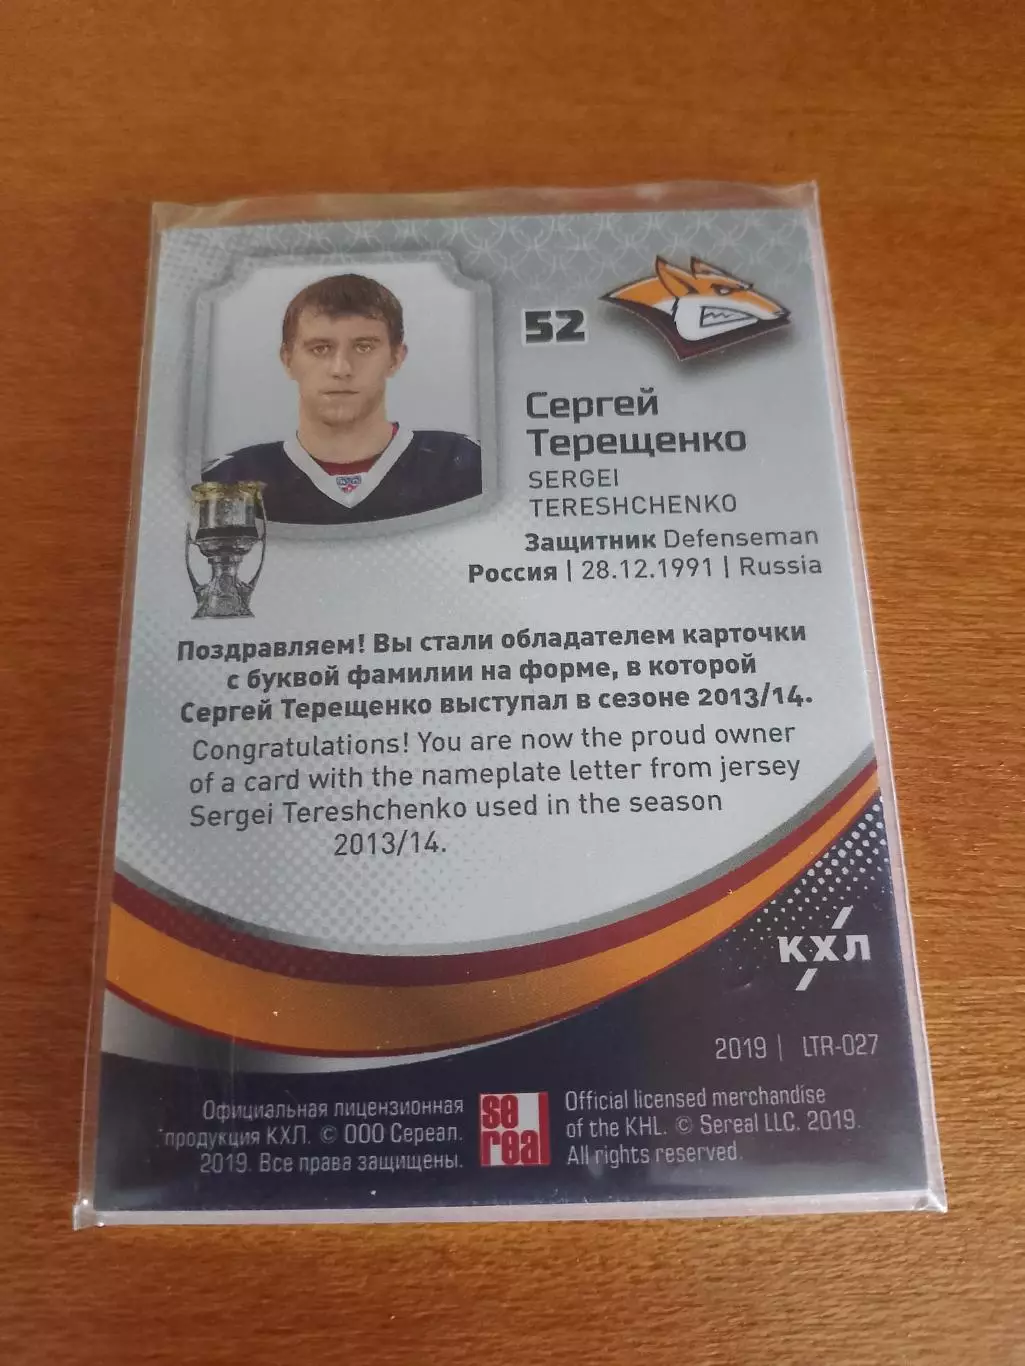 52
Сергей
Терещенко
SERGEI
TERESHCHENKO
Защитник Defenseman
Россия | 28.12.1991 | Russia
Поздравляем! Вы стали обладателем карточки
с буквой фамилии на форме, в которой
Сергей Терещенко выступал в сезоне 2013/14.
Congratulations! You are now the proud owner
of a card with the nameplate letter from jersey
Sergei Tereshchenko used in the season
2013/14.
КХЛ
2019 | LTR-027
Официальная лицензионная
продукция КХЛ. © ООО Сереал.
2019. Все права защищены.
se
real
Official licensed merchandise
of the KHL. © Sereal LLC. 2019.
All rights reserved.